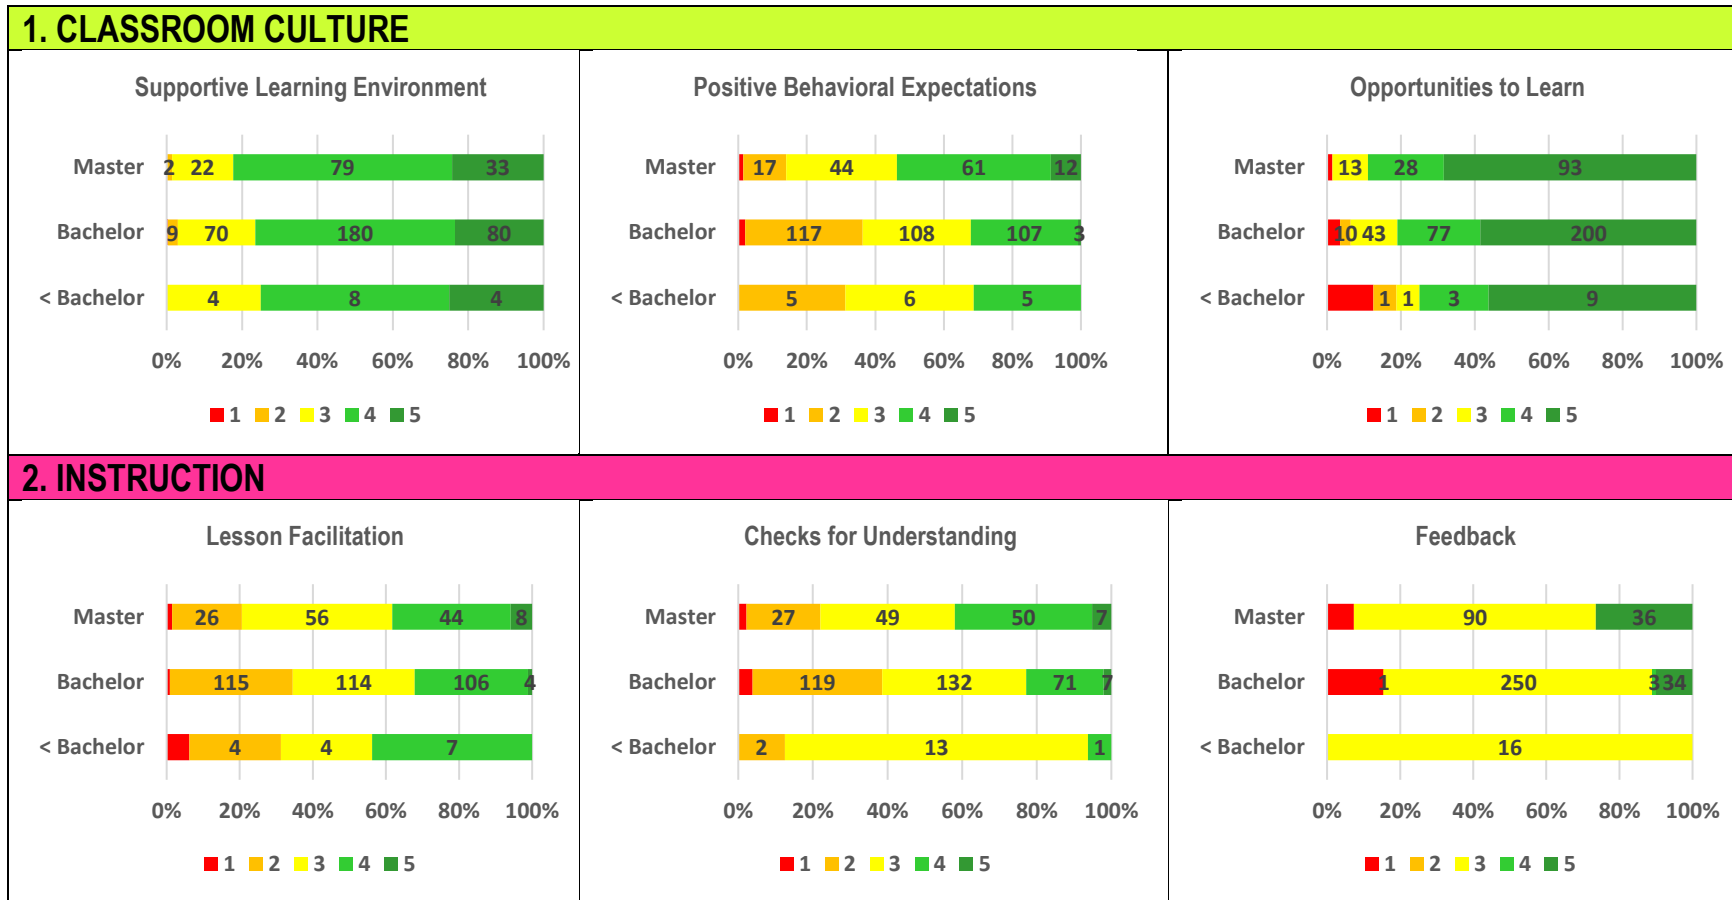 1. CLASSROOM CULTURE
Supportive Learning Environment
Master 2 22 79 33
Bachelor 9 70 180 80
< Bachelor 4 8 4
0% 20% 40% 60% 80% 100%
1 2 3 4 5
Positive Behavioral Expectations
Master 17 44 61 12
Bachelor 117 108 107 3
< Bachelor 5 6 5
0% 20% 40% 60% 80% 100%
1 2 3 4 5
Opportunities to Learn
Master 13 28 93
Bachelor 10 43 77 200
< Bachelor 1 1 3 9
0% 20% 40% 60% 80% 100%
1 2 3 4 5
2. INSTRUCTION
Lesson Facilitation
Master 26 56 44 8
Bachelor 115 114 106 4
< Bachelor 4 4 7
0% 20% 40% 60% 80% 100%
1 2 3 4 5
Checks for Understanding
Master 27 49 50 7
Bachelor 119 132 71 7
< Bachelor 2 13 1
0% 20% 40% 60% 80% 100%
1 2 3 4 5
Feedback
Master 90 36
Bachelor 1 250 3 34
< Bachelor 16
0% 20% 40% 60% 80% 100%
1 2 3 4 5